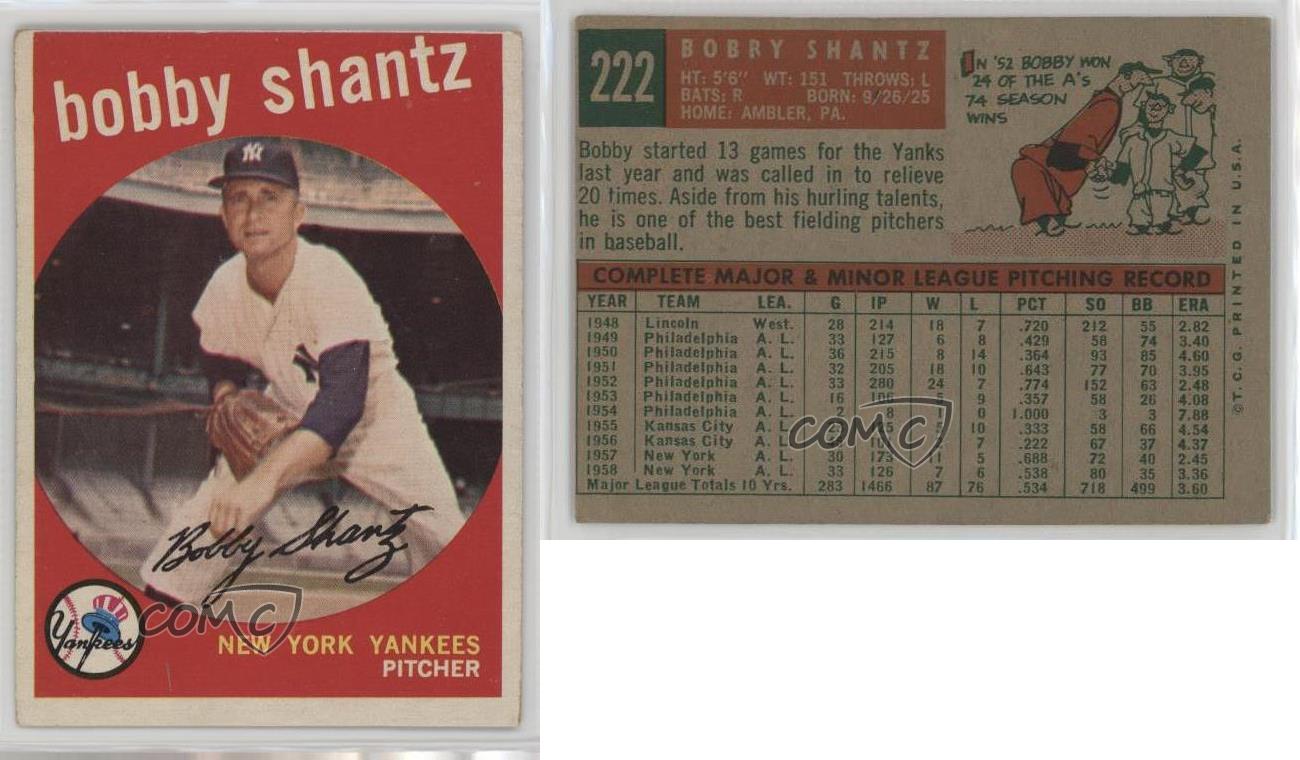 bobby shantz
NY
Bobby Shantz
Yankees
COMC
NEW YORK YANKEES
PITCHER
222
BOBBY SHANTZ
HT: 5'6" WT: 151 THROWS: L
BATS: R BORN: 9/26/25
HOME: AMBLER, PA.
IN '52 BOBBY WON
24 OF THE A'S
74 SEASON
WINS
Bobby started 13 games for the Yanks
last year and was called in to relieve
20 times. Aside from his hurling talents,
he is one of the best fielding pitchers
in baseball.
COMPLETE MAJOR & MINOR LEAGUE PITCHING RECORD
YEAR TEAM LEA. G IP W L PCT SO BB ERA
1948 Lincoln West. 28 214 18 7 .720 212 55 2.82
1949 Philadelphia A. L. 33 127 6 8 .429 58 74 3.40
1950 Philadelphia A. L. 36 215 8 14 .364 93 85 4.60
1951 Philadelphia A. L. 32 205 18 10 .643 77 70 3.95
1952 Philadelphia A. L. 33 280 24 7 .774 152 63 2.48
1953 Philadelphia A. L. 16 106 5 9 .357 58 26 4.08
1954 Philadelphia A. L. 2 8 0 1.000 3 3 7.88
1955 Kansas City A. L. 10 .333 58 66 4.54
1956 Kansas City A. L. 7 .222 67 37 4.37
1957 New York A. L. 30 173 11 5 .688 72 40 2.45
1958 New York A. L. 33 126 7 6 .538 80 35 3.36
Major League Totals 10 Yrs. 283 1466 87 76 .534 718 499 3.60
COMC
©T.C.G. PRINTED IN U.S.A.